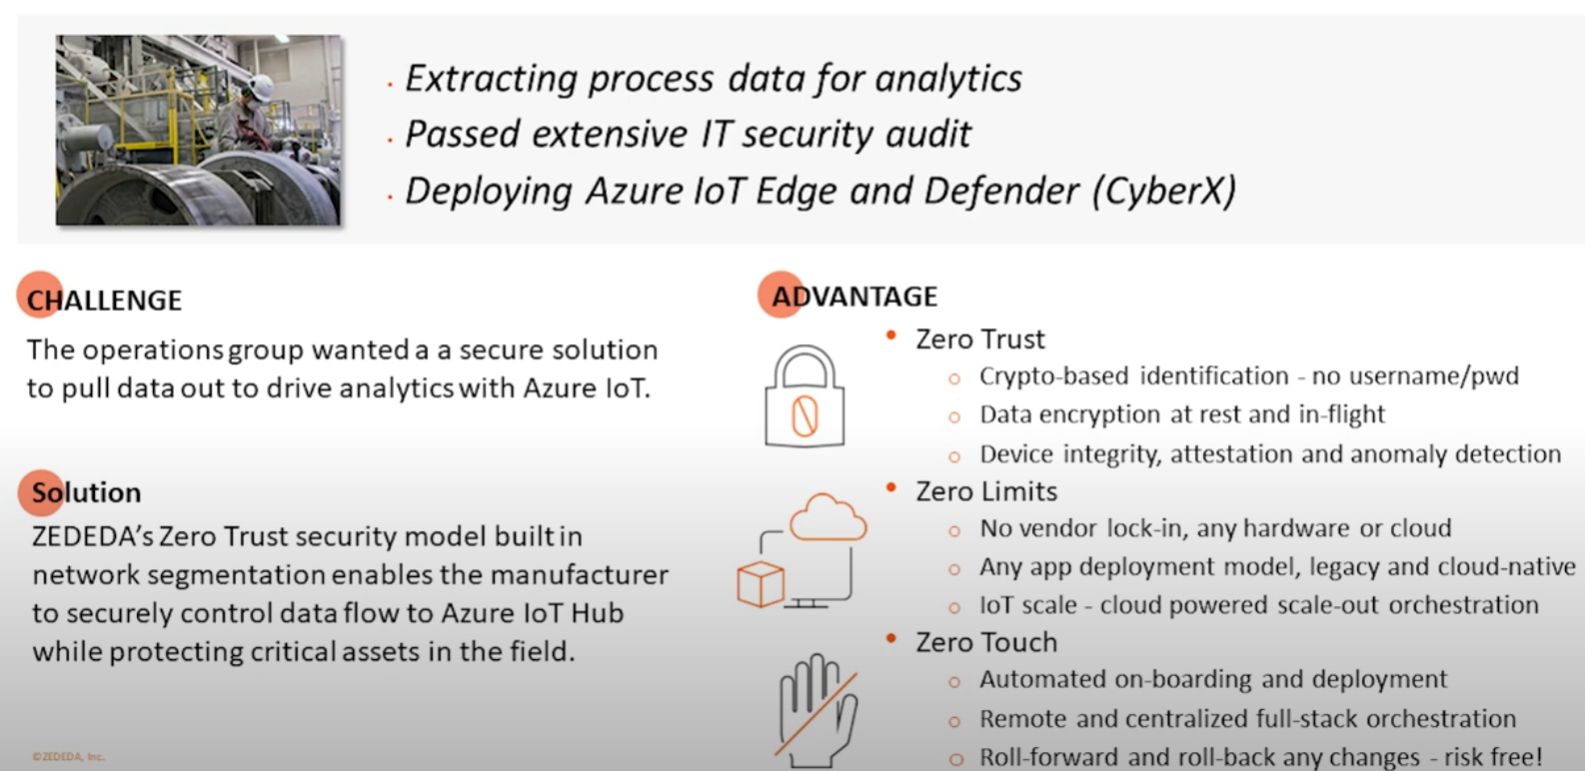 Extracting process data for analytics
Passed extensive IT security audit
Deploying Azure IoT Edge and Defender (CyberX)
CHALLENGE
The operations group wanted a a secure solution
to pull data out to drive analytics with Azure IoT.
Solution
ZEDEDA's Zero Trust security model built in
network segmentation enables the manufacturer
to securely control data flow to Azure IoT Hub
while protecting critical assets in the field.
©ZEDEDA, Inc.
ADVANTAGE
Zero Trust
Crypto-based identification - no username/pwd
Data encryption at rest and in-flight
Device integrity, attestation and anomaly detection
Zero Limits
No vendor lock-in, any hardware or cloud
Any app deployment model, legacy and cloud-native
IoT scale - cloud powered scale-out orchestration
Zero Touch
Automated on-boarding and deployment
Remote and centralized full-stack orchestration
Roll-forward and roll-back any changes - risk free!